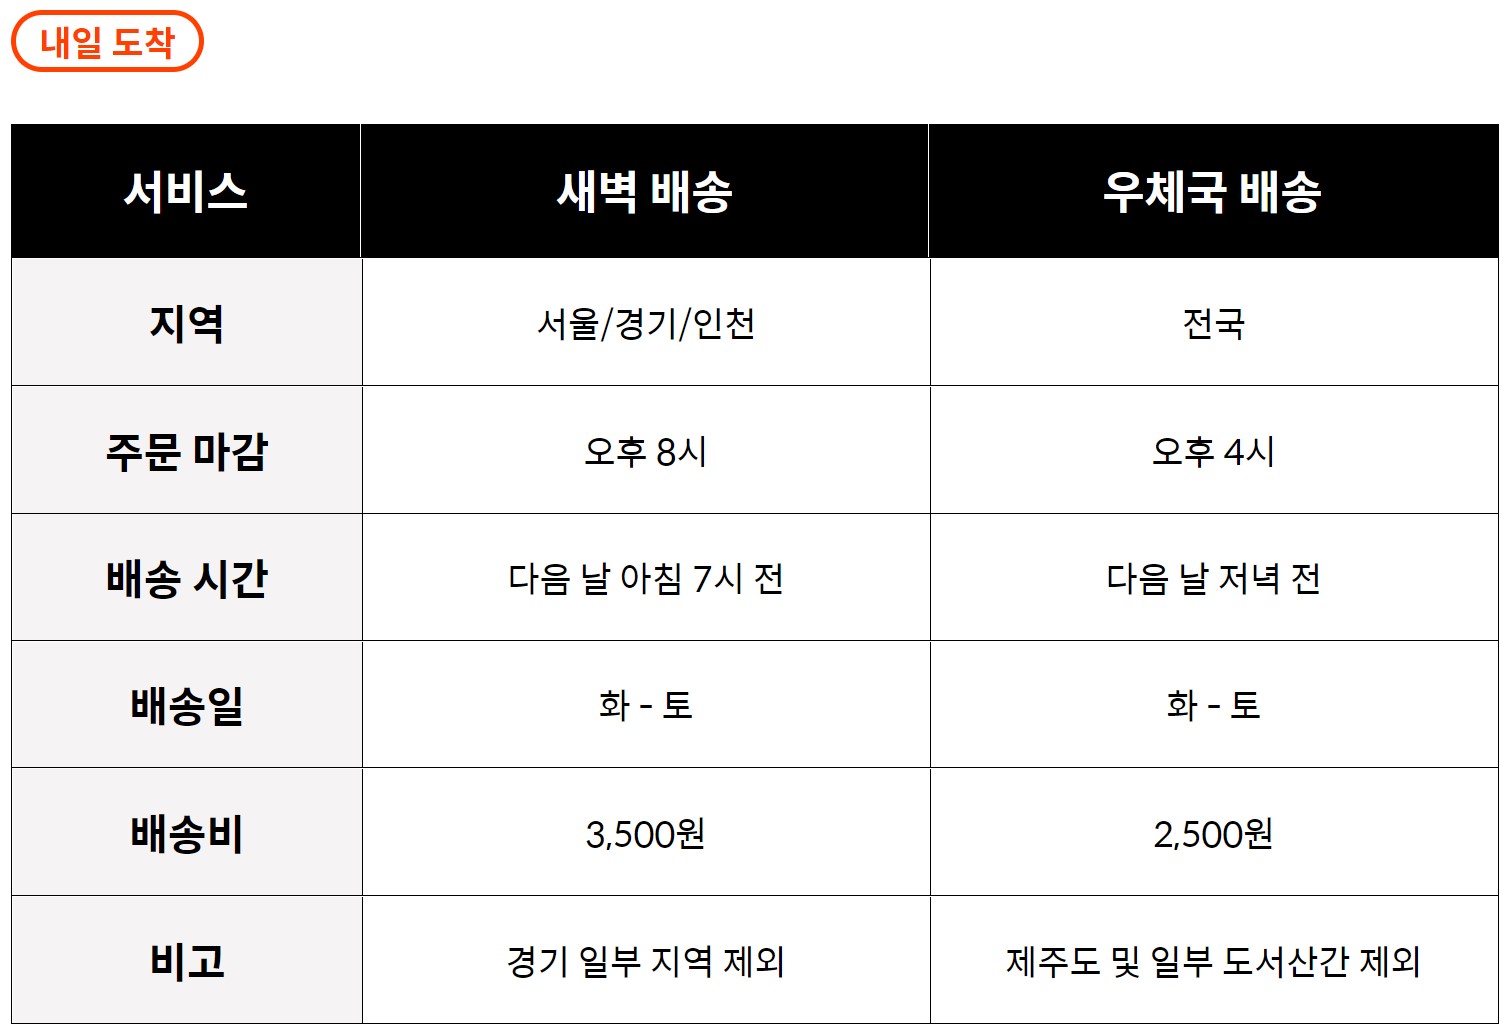 내일 도착
서비스 새벽 배송 우체국 배송
지역 서울/경기/인천 전국
주문 마감 오후 8시 오후 4시
배송 시간 다음 날 아침 7시 전 다음 날 저녁 전
배송일 화 - 토 화 - 토
배송비 3,500원 2,500원
비고 경기 일부 지역 제외 제주도 및 일부 도서산간 제외